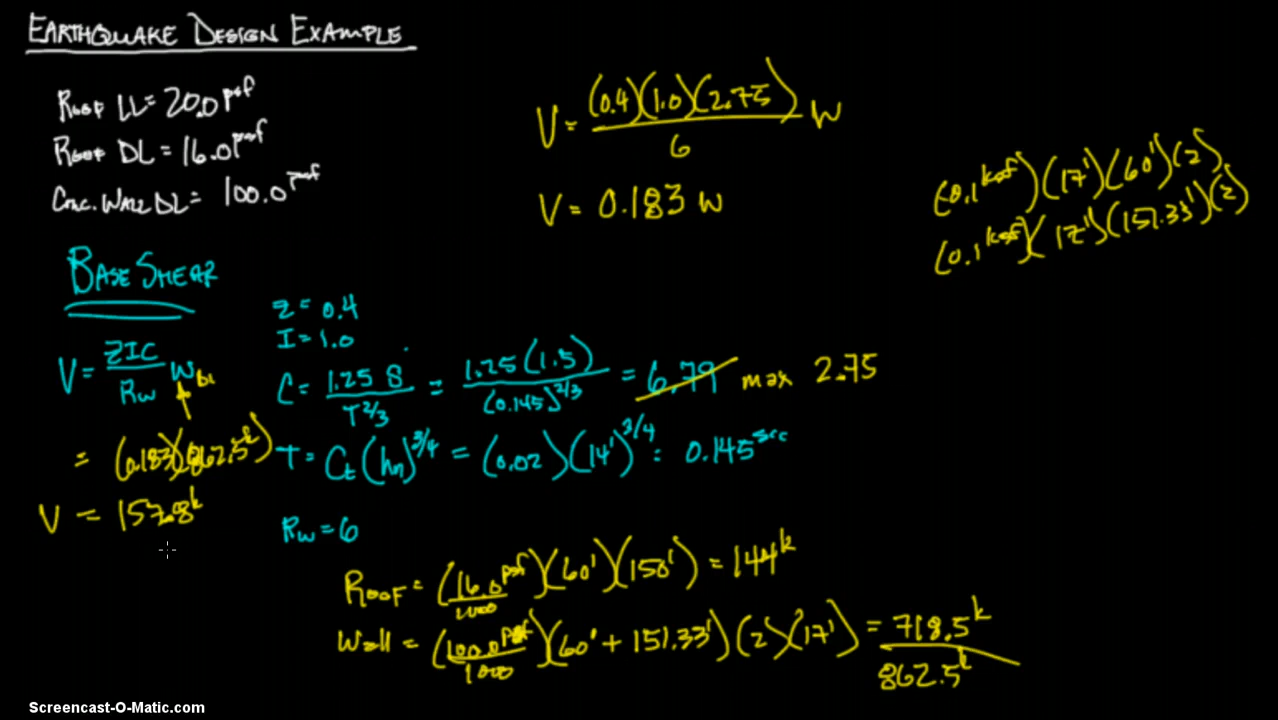 EARTHQUAKE DESIGN EXAMPLE
ROOF LL = 20.0 psf
ROOF DL = 16.0 psf
CONC. WALL DL = 100.0 psf
V = (0.4)(1.0)(2.75) / 6 W
V = 0.183 W
(0.1 ksf)(17')(60')(2)
(0.1 ksf)(17')(151.33')(2)
BASE SHEAR
V = ZIC / Rw W DL
= (0.183)(862.5k)
V = 157.8k
Z = 0.4
I = 1.0
C = 1.25 S / T^2/3 = 1.25(1.5) / (0.145)^2/3 = 6.79 max 2.75
T = Ct (hn)^3/4 = (0.02)(14')^3/4 = 0.145 sec
Rw = 6
ROOF = (16.0 psf / 1000)(60')(150') = 144k
Wall = (100.0 psf / 1000)(60' + 151.33')(2)(17') = 718.5k
862.5k
Screencast-O-Matic.com